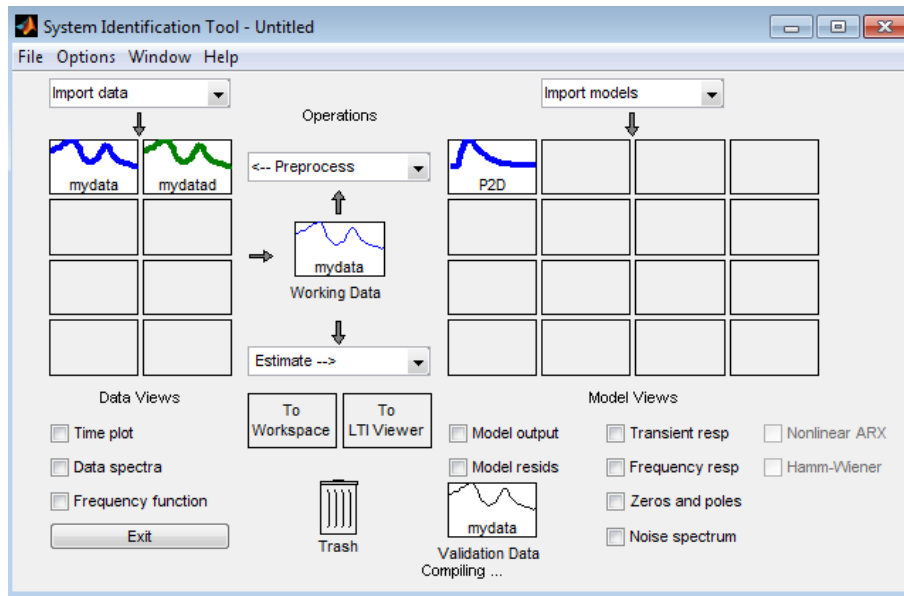 System Identification Tool - Untitled
File Options Window Help
Import data
Import models
Operations
mydata
mydatad
<-- Preprocess
P2D
mydata
Working Data
Estimate -->
Data Views
Model Views
To Workspace
To LTI Viewer
Time plot
Model output
Transient resp
Nonlinear ARX
Data spectra
Model resids
Frequency resp
Hamm-Wiener
Frequency function
mydata
Zeros and poles
Exit
Trash
Validation Data
Noise spectrum
Compiling ...